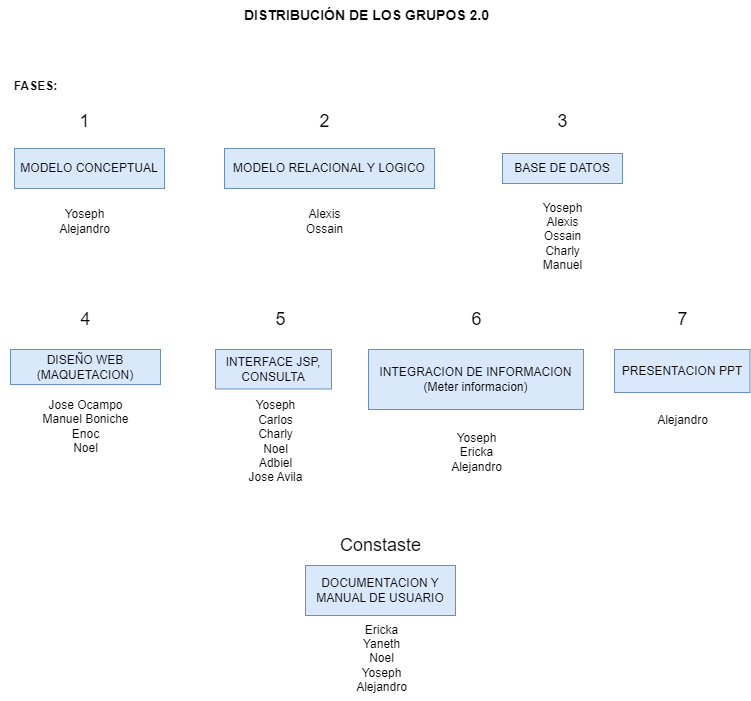 DISTRIBUCIÓN DE LOS GRUPOS 2.0
FASES:
1
MODELO CONCEPTUAL
Yoseph
Alejandro
2
MODELO RELACIONAL Y LOGICO
Alexis
Ossain
3
BASE DE DATOS
Yoseph
Alexis
Ossain
Charly
Manuel
4
DISEÑO WEB
(MAQUETACION)
Jose Ocampo
Manuel Boniche
Enoc
Noel
5
INTERFACE JSP,
CONSULTA
Yoseph
Carlos
Charly
Noel
Adbiel
Jose Avila
6
INTEGRACION DE INFORMACION
(Meter informacion)
Yoseph
Ericka
Alejandro
7
PRESENTACION PPT
Alejandro
Constaste
DOCUMENTACION Y
MANUAL DE USUARIO
Ericka
Yaneth
Noel
Yoseph
Alejandro